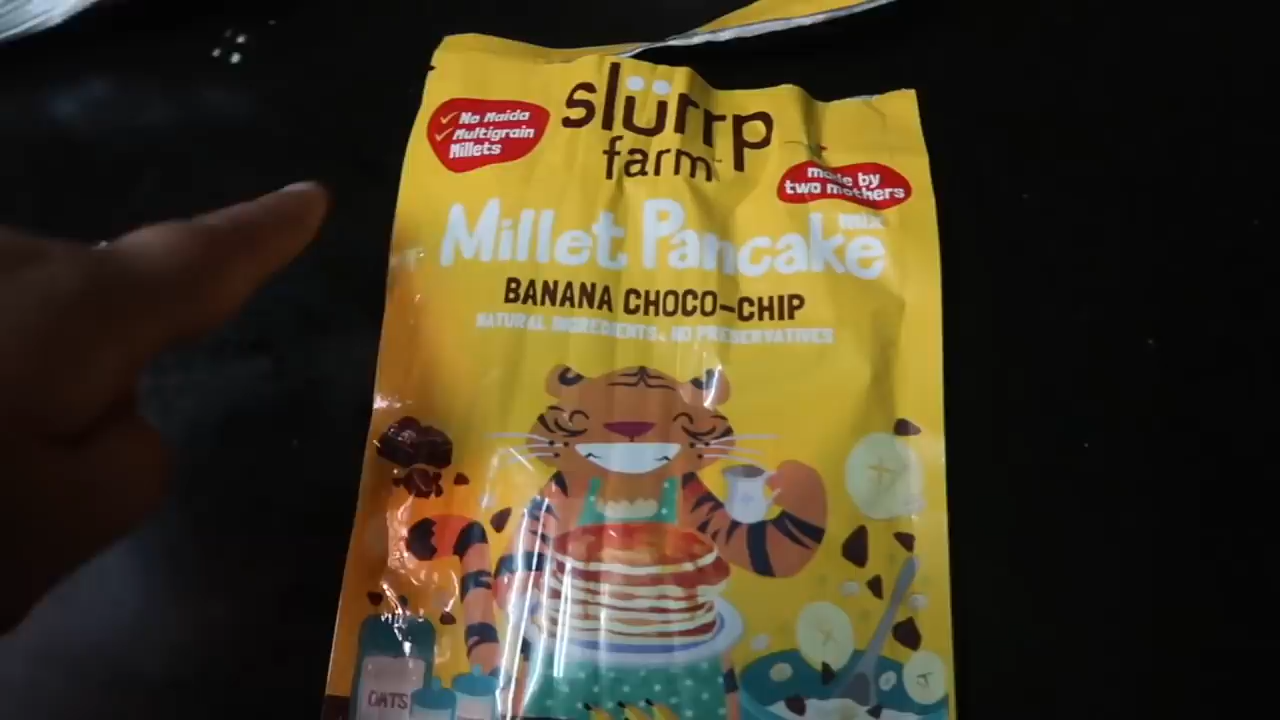 slürrp
farm
✓ No Maida
✓ Multigrain
Millets
made by
two mothers
Millet Pancake
mix
BANANA CHOCO-CHIP
NATURAL INGREDIENTS. NO PRESERVATIVES
OATS